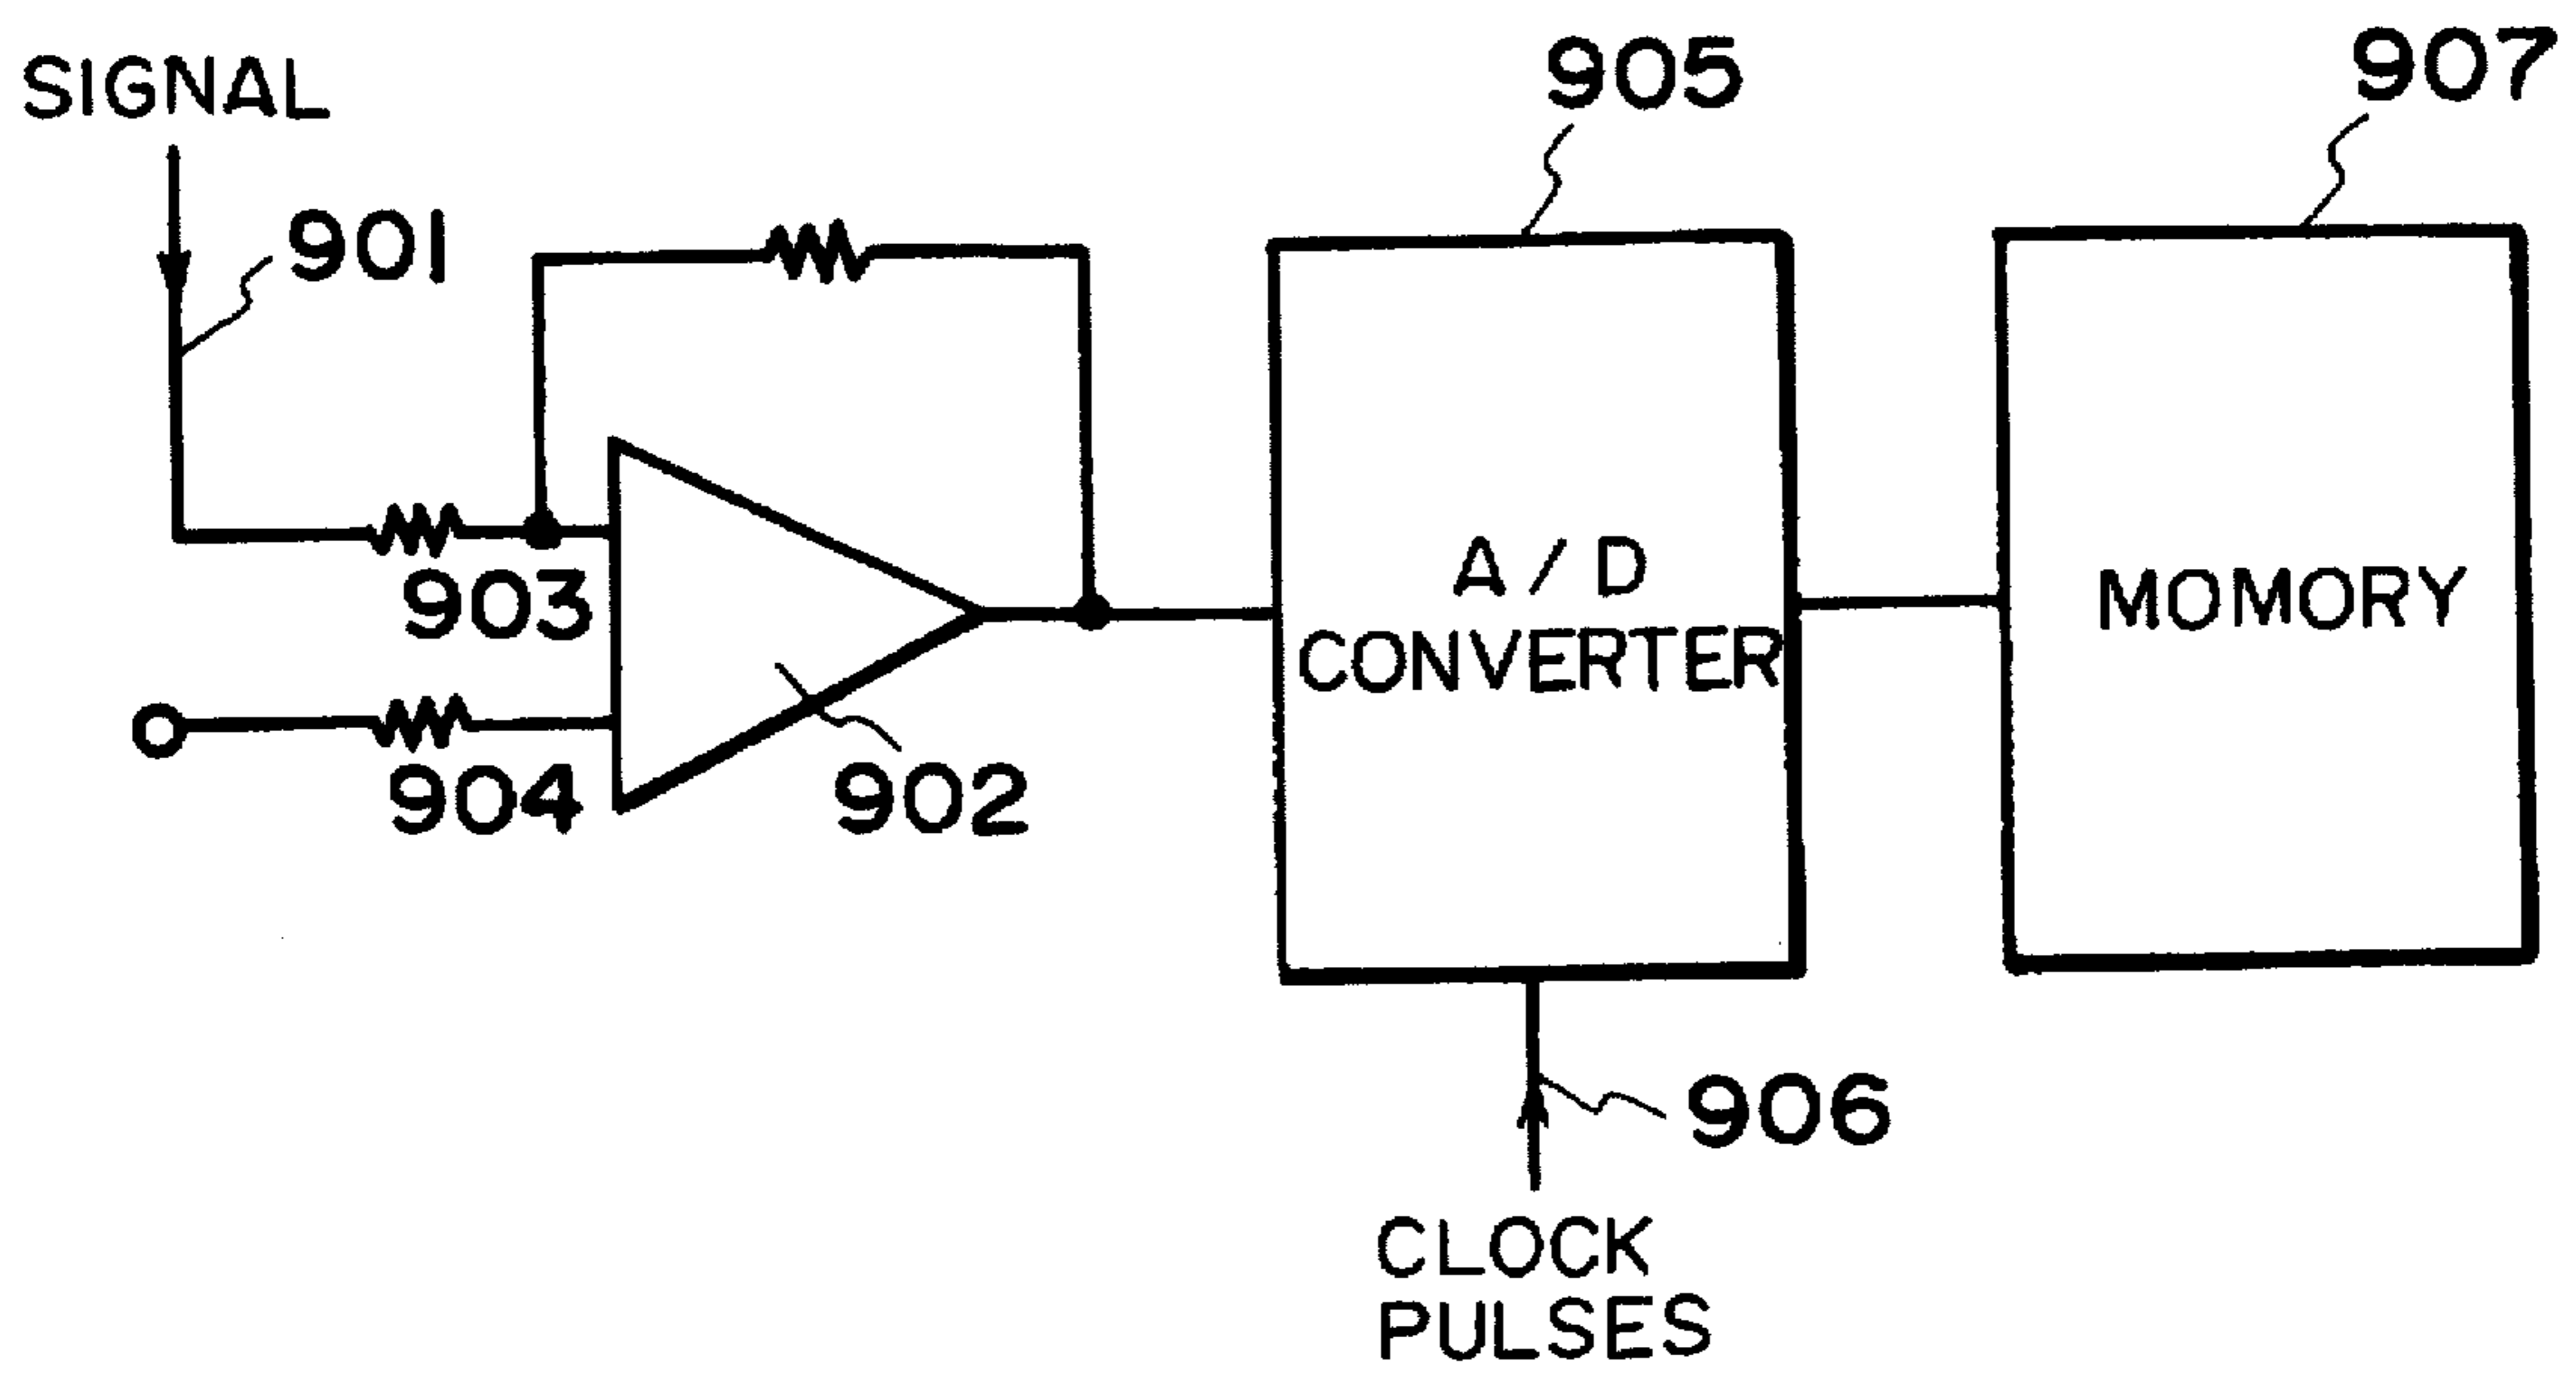 SIGNAL
901
905
907
903
904
902
A/D
CONVERTER
MOMORY
906
CLOCK
PULSES